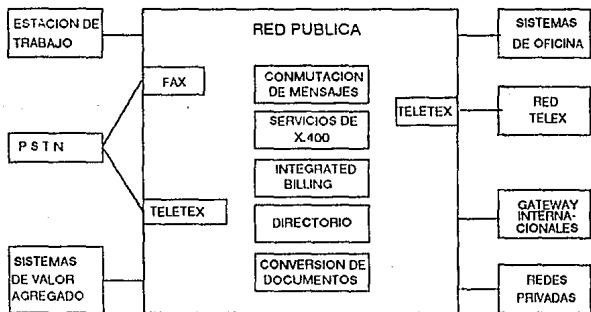 ESTACION DE
TRABAJO
RED PUBLICA
SISTEMAS
DE OFICINA
FAX
CONMUTACION
DE MENSAJES
TELETEX
RED
TELEX
SERVICIOS DE
X.400
P S T N
INTEGRATED
BILLING
TELETEX
DIRECTORIO
GATEWAY
INTERNA-
CIONALES
SISTEMAS
DE VALOR
AGREGADO
CONVERSION DE
DOCUMENTOS
REDES
PRIVADAS